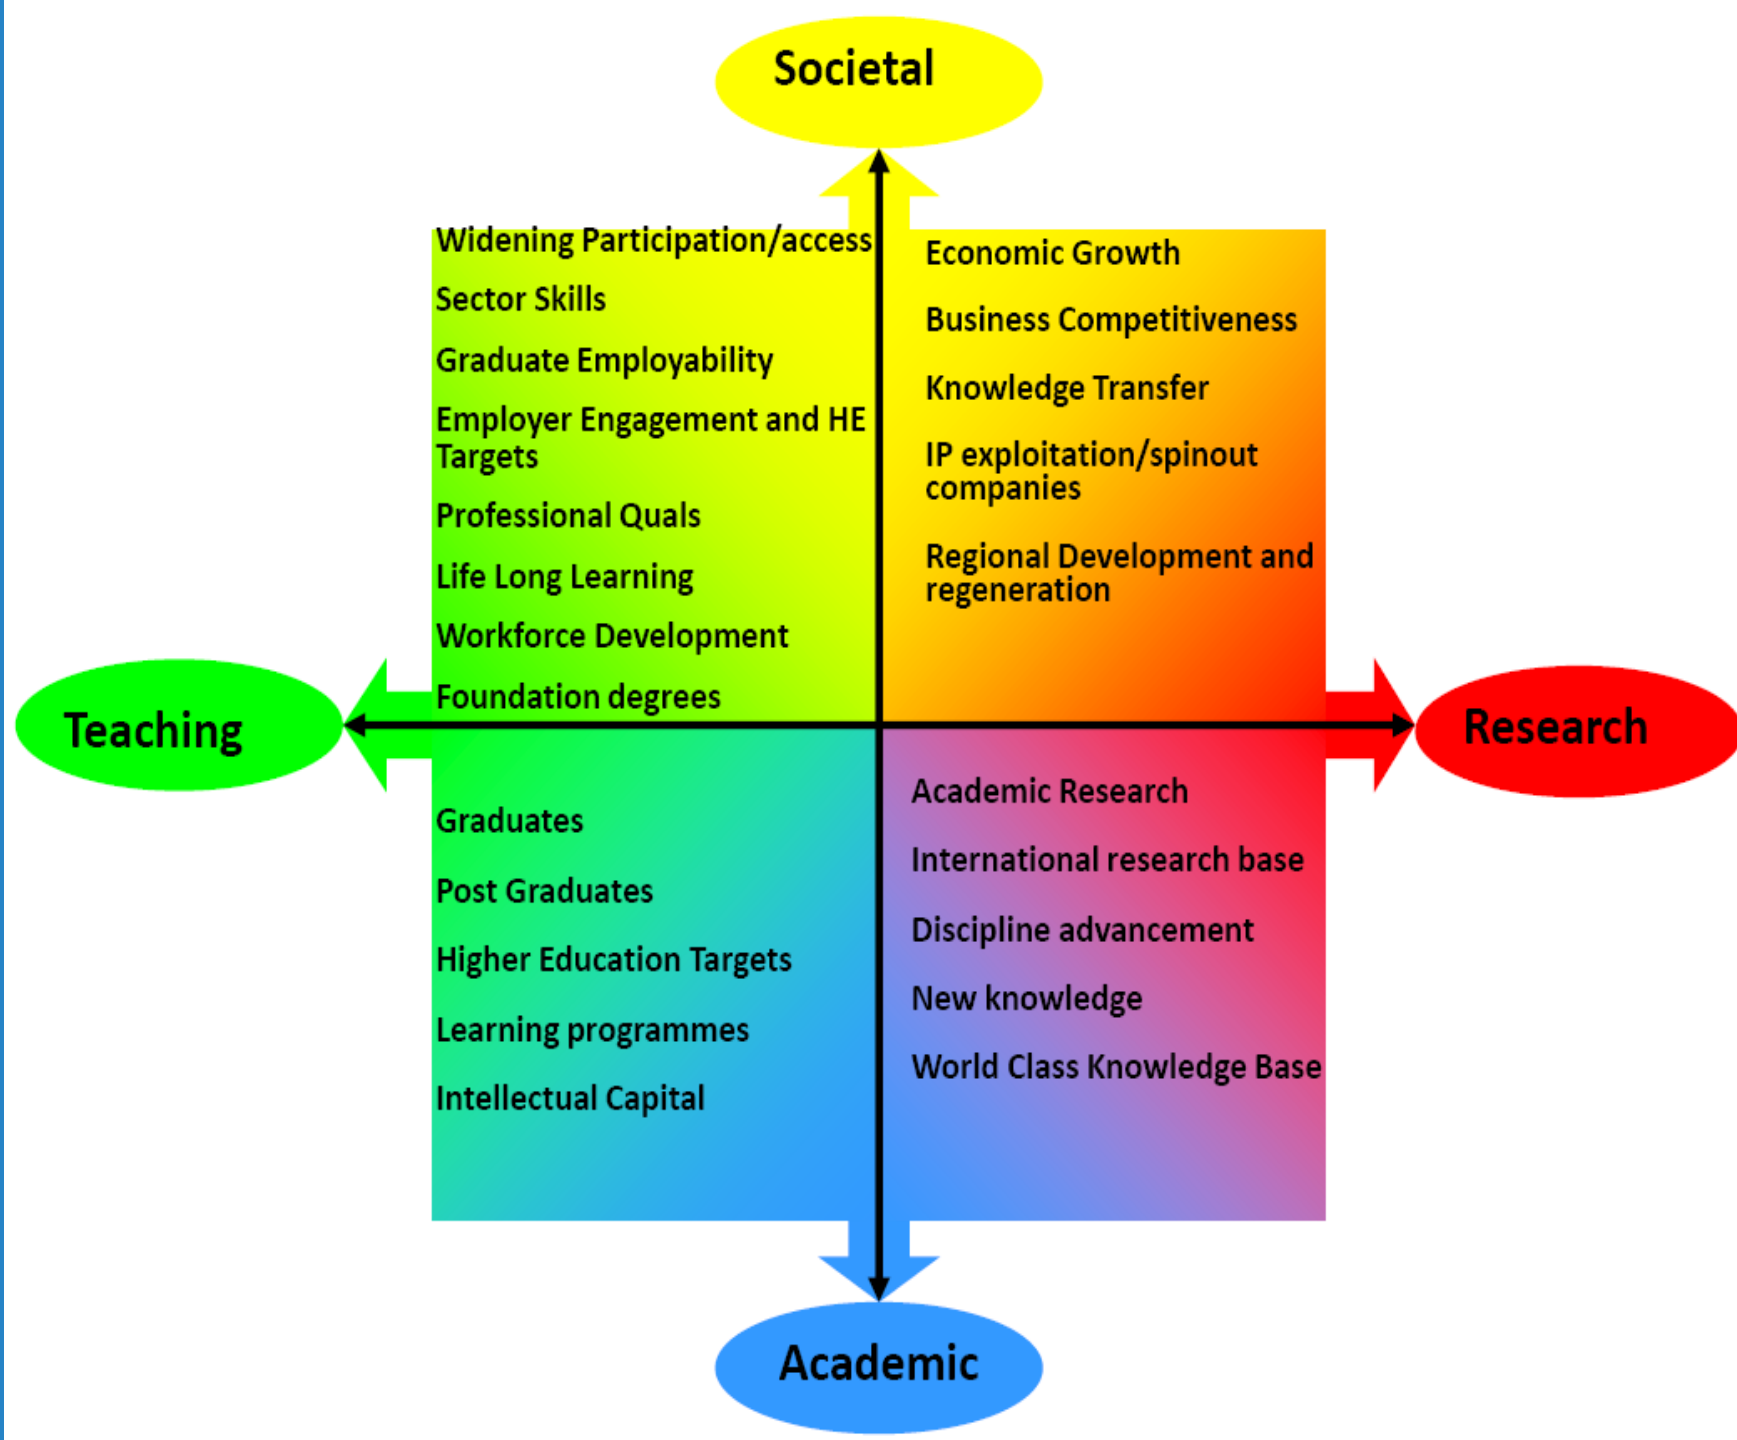 Societal
Widening Participation/access
Sector Skills
Graduate Employability
Employer Engagement and HE
Targets
Professional Quals
Life Long Learning
Workforce Development
Foundation degrees
Economic Growth
Business Competitiveness
Knowledge Transfer
IP exploitation/spinout
companies
Regional Development and
regeneration
Teaching
Research
Graduates
Post Graduates
Higher Education Targets
Learning programmes
Intellectual Capital
Academic Research
International research base
Discipline advancement
New knowledge
World Class Knowledge Base
Academic